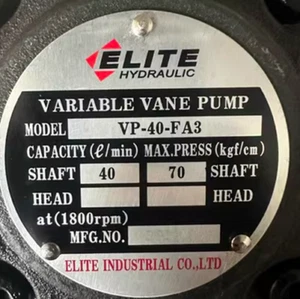 ELITE
HYDRAULIC
VARIABLE VANE PUMP
MODEL VP-40-FA3
CAPACITY(ℓ/min) MAX.PRESS(kgf/cm)
SHAFT 40 70 SHAFT
HEAD HEAD
at(1800rpm)
MFG.NO.
ELITE INDUSTRIAL CO.,LTD